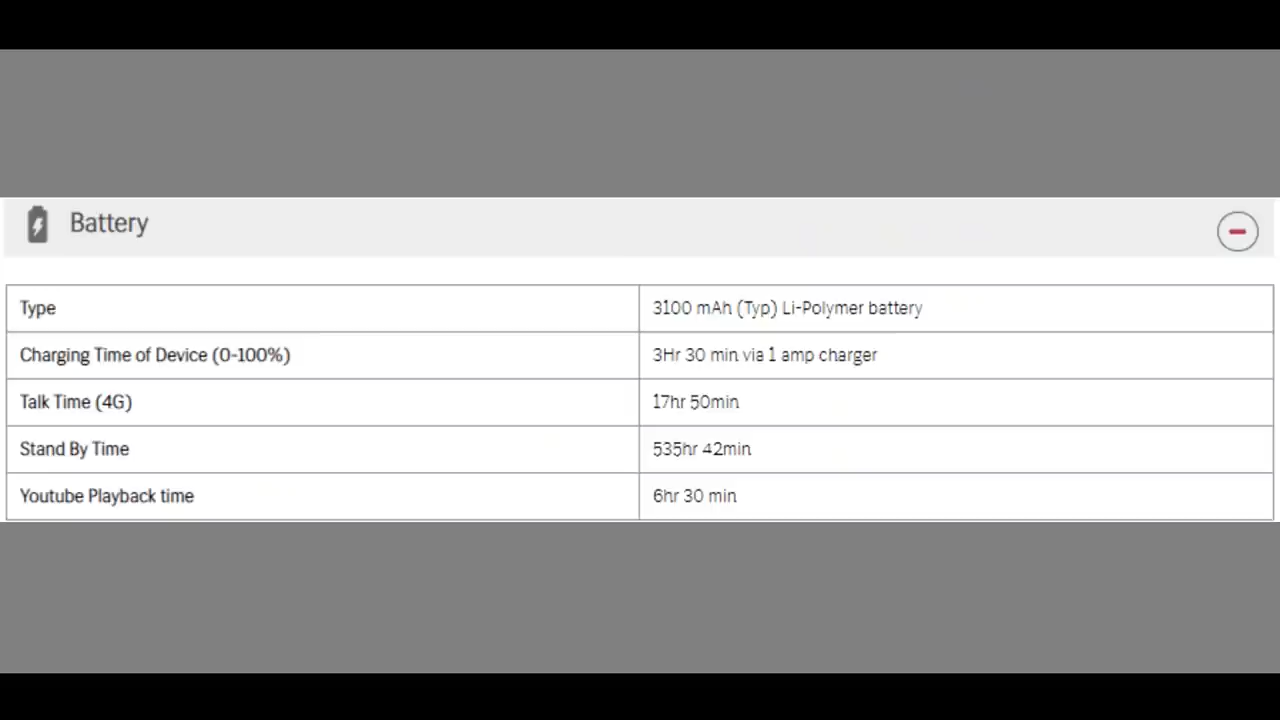 Battery
Type 3100 mAh (Typ) Li-Polymer battery
Charging Time of Device (0-100%) 3Hr 30 min via 1 amp charger
Talk Time (4G) 17hr 50min
Stand By Time 535hr 42min
Youtube Playback time 6hr 30 min